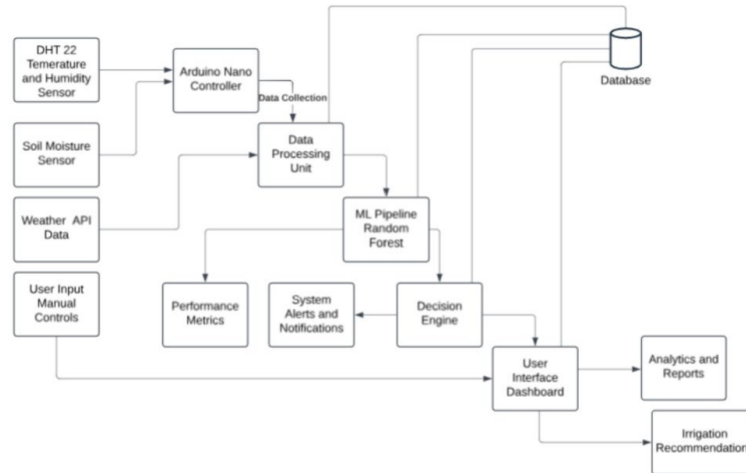 DHT 22
Temerature
and Humidity
Sensor
Arduino Nano
Controller
Database
Data Collection
Soil Moisture
Sensor
Data
Processing
Unit
Weather API
Data
ML Pipeline
Random
Forest
User Input
Manual
Controls
Performance
Metrics
System
Alerts and
Notifications
Decision
Engine
User
Interface
Dashboard
Analytics and
Reports
Irrigation
Recommendation